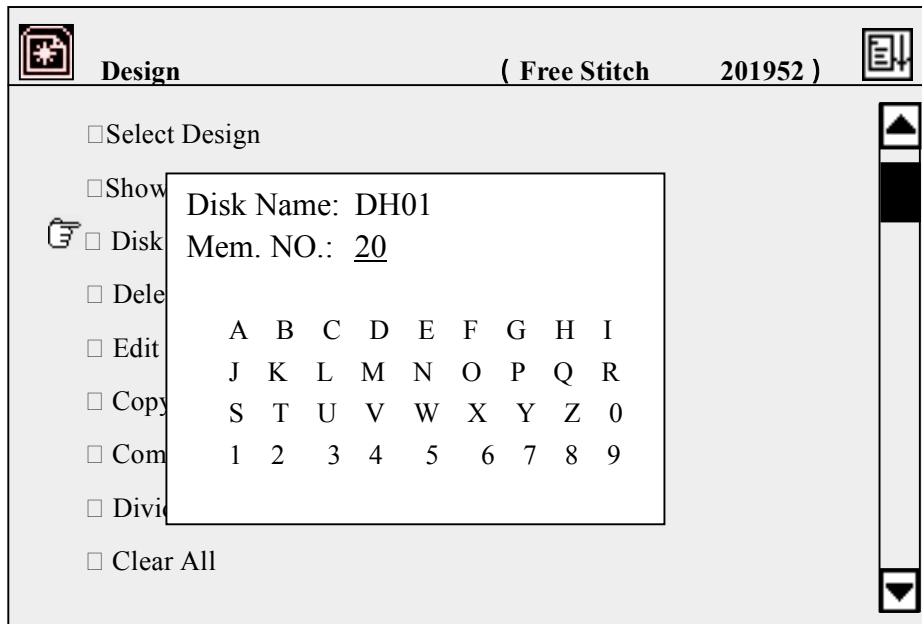 Design ( Free Stitch 201952 )
□Select Design
□Show
□ Disk
□ Dele
□ Edit
□ Copy
□ Com
□ Divid
□ Clear All
Disk Name: DH01
Mem. NO.: 20
A B C D E F G H I
J K L M N O P Q R
S T U V W X Y Z 0
1 2 3 4 5 6 7 8 9